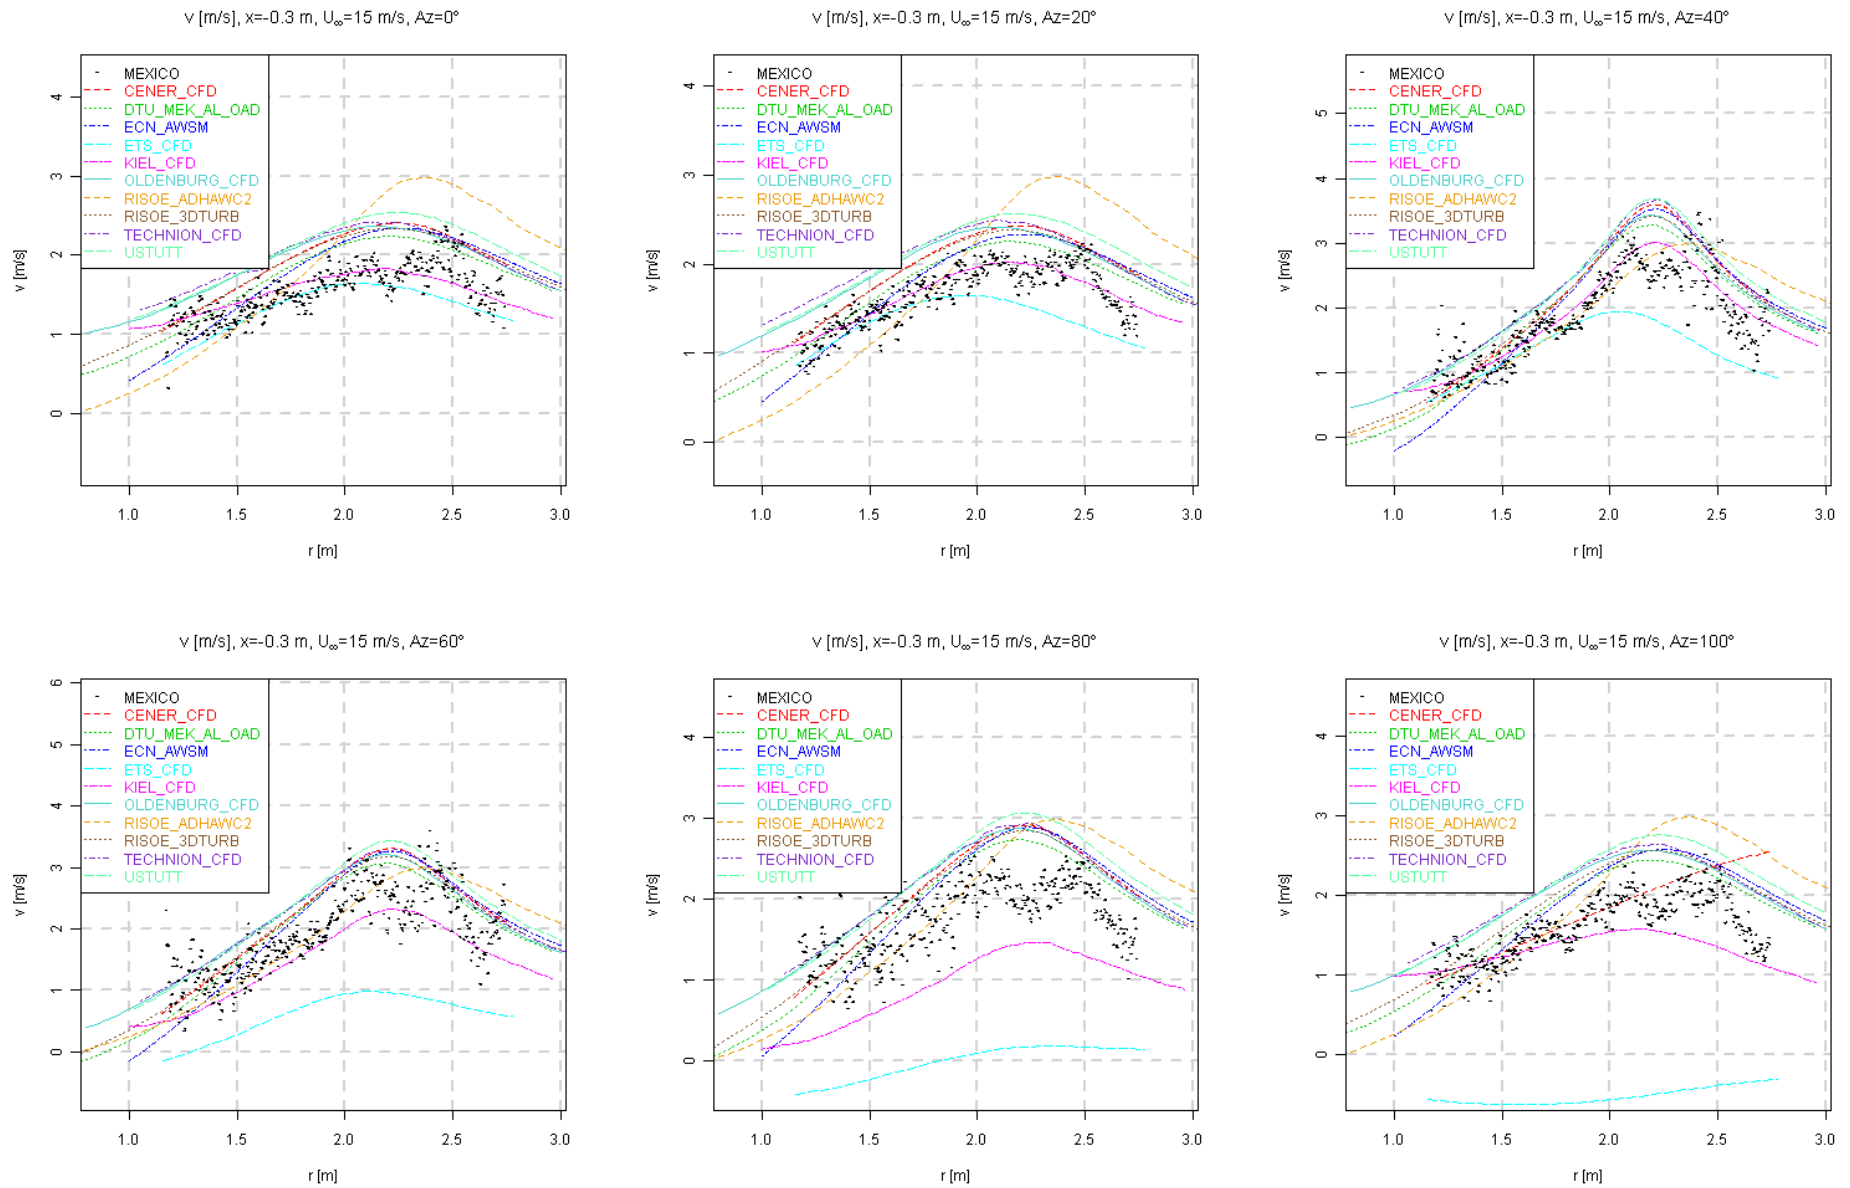 v [m/s], x=-0.3 m, U∞=15 m/s, Az=0°
MEXICO
CENER_CFD
DTU_MEK_AL_OAD
ECN_AWSM
ETS_CFD
KIEL_CFD
OLDENBURG_CFD
RISOE_ADHAWC2
RISOE_3DTURB
TECHNION_CFD
USTUTT
4
3
2
1
0
v [m/s]
1.0 1.5 2.0 2.5 3.0
r [m]
v [m/s], x=-0.3 m, U∞=15 m/s, Az=20°
MEXICO
CENER_CFD
DTU_MEK_AL_OAD
ECN_AWSM
ETS_CFD
KIEL_CFD
OLDENBURG_CFD
RISOE_ADHAWC2
RISOE_3DTURB
TECHNION_CFD
USTUTT
4
3
2
1
0
v [m/s]
1.0 1.5 2.0 2.5 3.0
r [m]
v [m/s], x=-0.3 m, U∞=15 m/s, Az=40°
MEXICO
CENER_CFD
DTU_MEK_AL_OAD
ECN_AWSM
ETS_CFD
KIEL_CFD
OLDENBURG_CFD
RISOE_ADHAWC2
RISOE_3DTURB
TECHNION_CFD
USTUTT
5
4
3
2
1
0
v [m/s]
1.0 1.5 2.0 2.5 3.0
r [m]
v [m/s], x=-0.3 m, U∞=15 m/s, Az=60°
MEXICO
CENER_CFD
DTU_MEK_AL_OAD
ECN_AWSM
ETS_CFD
KIEL_CFD
OLDENBURG_CFD
RISOE_ADHAWC2
RISOE_3DTURB
TECHNION_CFD
USTUTT
6
5
4
3
2
1
0
v [m/s]
1.0 1.5 2.0 2.5 3.0
r [m]
v [m/s], x=-0.3 m, U∞=15 m/s, Az=80°
MEXICO
CENER_CFD
DTU_MEK_AL_OAD
ECN_AWSM
ETS_CFD
KIEL_CFD
OLDENBURG_CFD
RISOE_ADHAWC2
RISOE_3DTURB
TECHNION_CFD
USTUTT
4
3
2
1
0
v [m/s]
1.0 1.5 2.0 2.5 3.0
r [m]
v [m/s], x=-0.3 m, U∞=15 m/s, Az=100°
MEXICO
CENER_CFD
DTU_MEK_AL_OAD
ECN_AWSM
ETS_CFD
KIEL_CFD
OLDENBURG_CFD
RISOE_ADHAWC2
RISOE_3DTURB
TECHNION_CFD
USTUTT
4
3
2
1
0
v [m/s]
1.0 1.5 2.0 2.5 3.0
r [m]